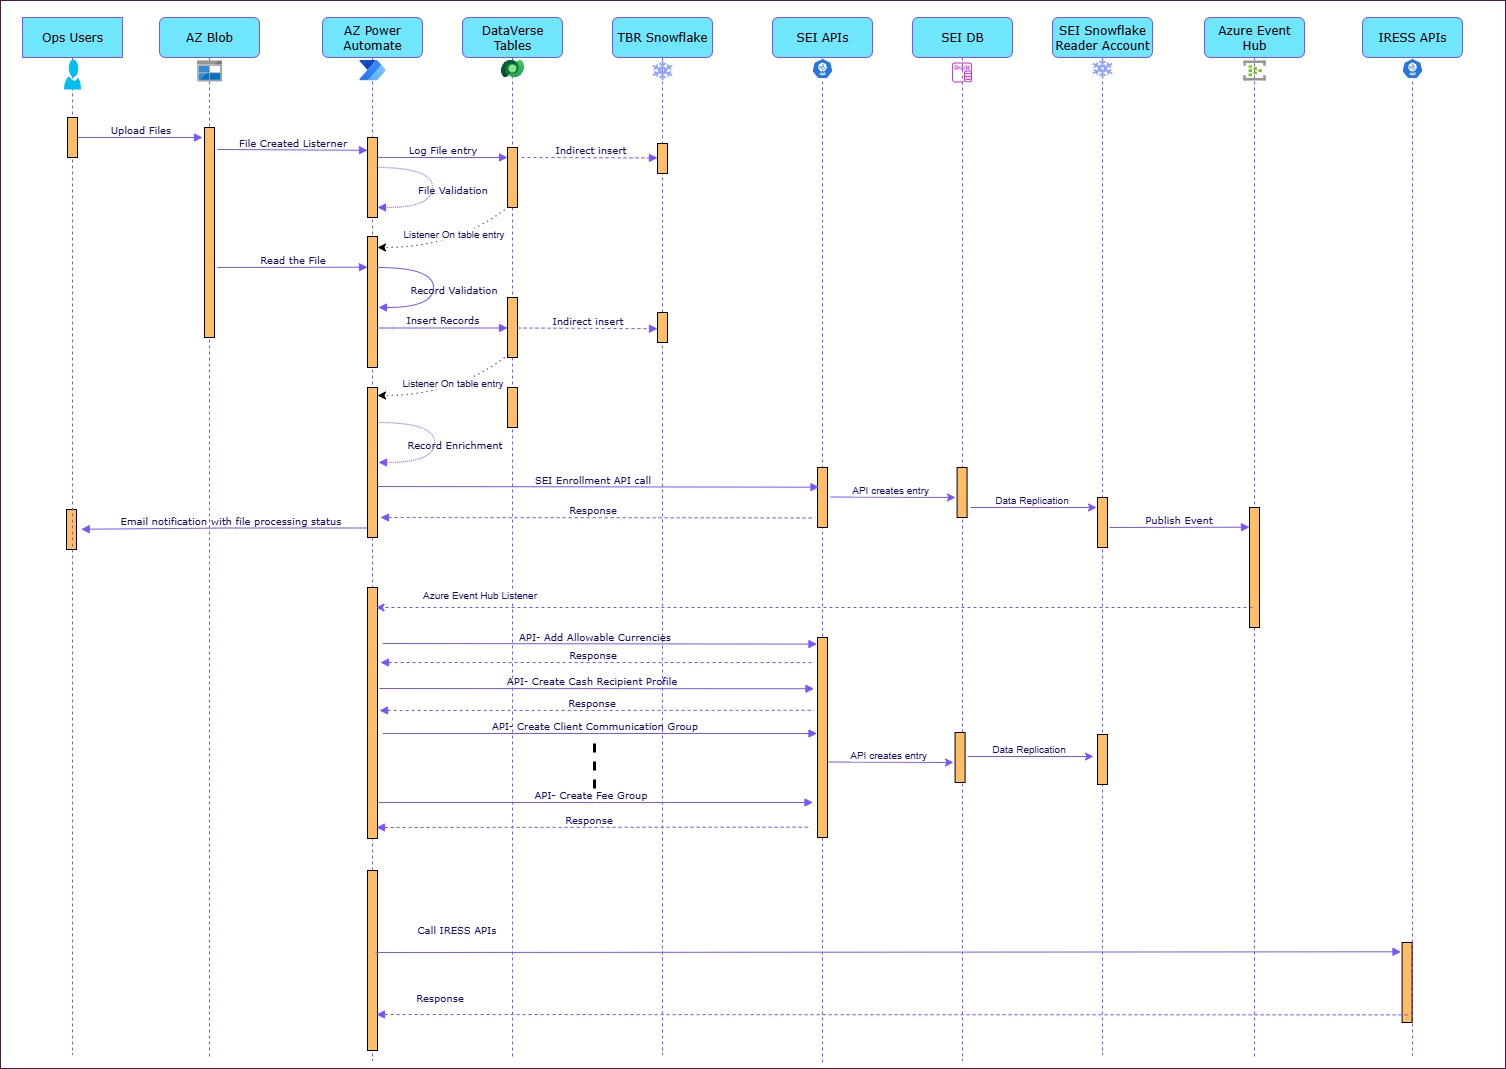 Ops Users
AZ Blob
AZ Power
Automate
DataVerse
Tables
TBR Snowflake
SEI APIs
SEI DB
SEI Snowflake
Reader Account
Azure Event
Hub
IRESS APIs
Upload Files
File Created Listerner
Log File entry
Indirect insert
File Validation
Listener On table entry
Read the File
Record Validation
Insert Records
Indirect insert
Listener On table entry
Record Enrichment
SEI Enrollment API call
API creates entry
Data Replication
Response
Email notification with file processing status
Publish Event
Azure Event Hub Listener
API- Add Allowable Currencies
Response
API- Create Cash Recipient Profile
Response
API- Create Client Communication Group
API creates entry
Data Replication
API- Create Fee Group
Response
Call IRESS APIs
Response